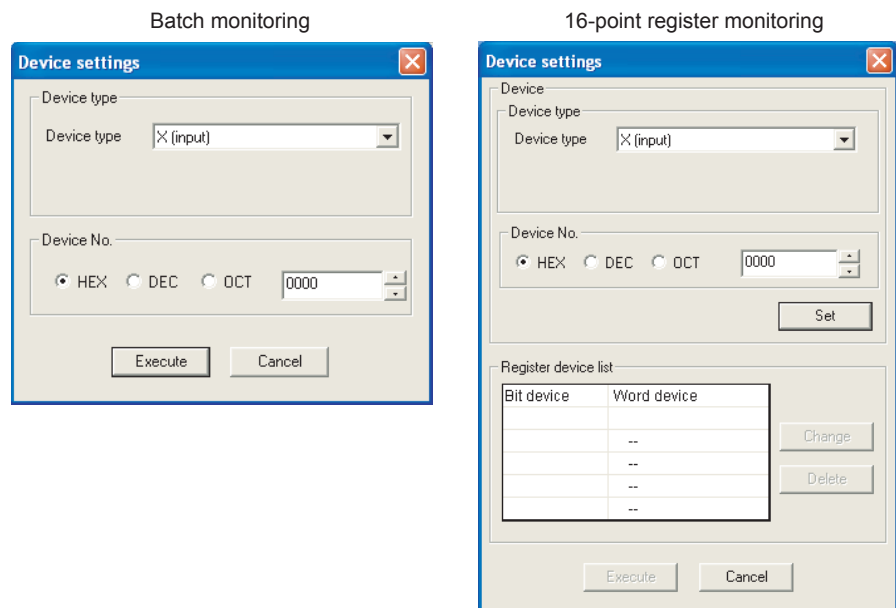 Batch monitoring
Device settings
Device type
Device type X (input)
Device No.
HEX DEC OCT 0000
Execute Cancel
16-point register monitoring
Device settings
Device
Device type
Device type X (input)
Device No.
HEX DEC OCT 0000
Set
Register device list
Bit device Word device
--
--
--
--
Change
Delete
Execute Cancel